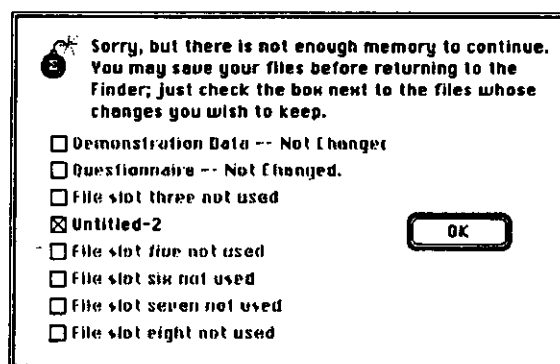 Sorry, but there is not enough memory to continue.
You may save your files before returning to the
Finder; just check the box next to the files whose
changes you wish to keep.
Demonstration Data -- Not Changed
Questionnaire -- Not Changed.
File slot three not used
Untitled-2
OK
File slot five not used
File slot six not used
File slot seven not used
File slot eight not used